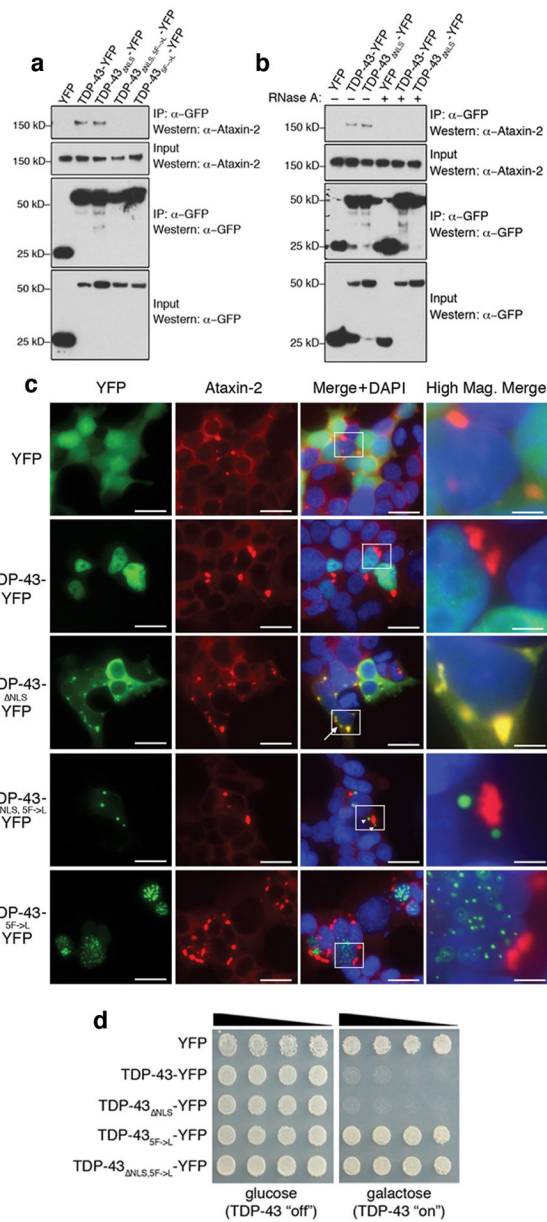 a
YFP
TDP-43-YFP
TDP-43ΔNLS-YFP
TDP-43ΔNLS, 5F->L-YFP
TDP-435F->L-YFP
150 kD
IP: α-GFP
Western: α-Ataxin-2
150 kD
Input
Western: α-Ataxin-2
50 kD
25 kD
IP: α-GFP
Western: α-GFP
50 kD
25 kD
Input
Western: α-GFP
b
YFP
TDP-43-YFP
TDP-43ΔNLS-YFP
YFP
TDP-43-YFP
TDP-43ΔNLS-YFP
RNase A: – – – + + +
150 kD
IP: α-GFP
Western: α-Ataxin-2
150 kD
Input
Western: α-Ataxin-2
50 kD
25 kD
IP: α-GFP
Western: α-GFP
50 kD
25 kD
Input
Western: α-GFP
c
YFP Ataxin-2 Merge+DAPI High Mag. Merge
YFP
DP-43-
YFP
DP-43-
ΔNLS
YFP
DP-43-
NLS, 5F->L
YFP
DP-43-
5F->L
YFP
d
YFP
TDP-43-YFP
TDP-43ΔNLS-YFP
TDP-435F->L-YFP
TDP-43ΔNLS,5F->L-YFP
glucose
(TDP-43 "off")
galactose
(TDP-43 "on")